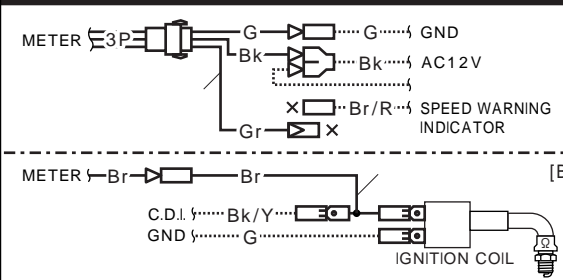 METER 3P G G GND
Bk Bk AC12V
× Br/R SPEED WARNING
Gr × INDICATOR
METER Br Br [E
C.D.I. Bk/Y
GND G
Ω
IGNITION COIL